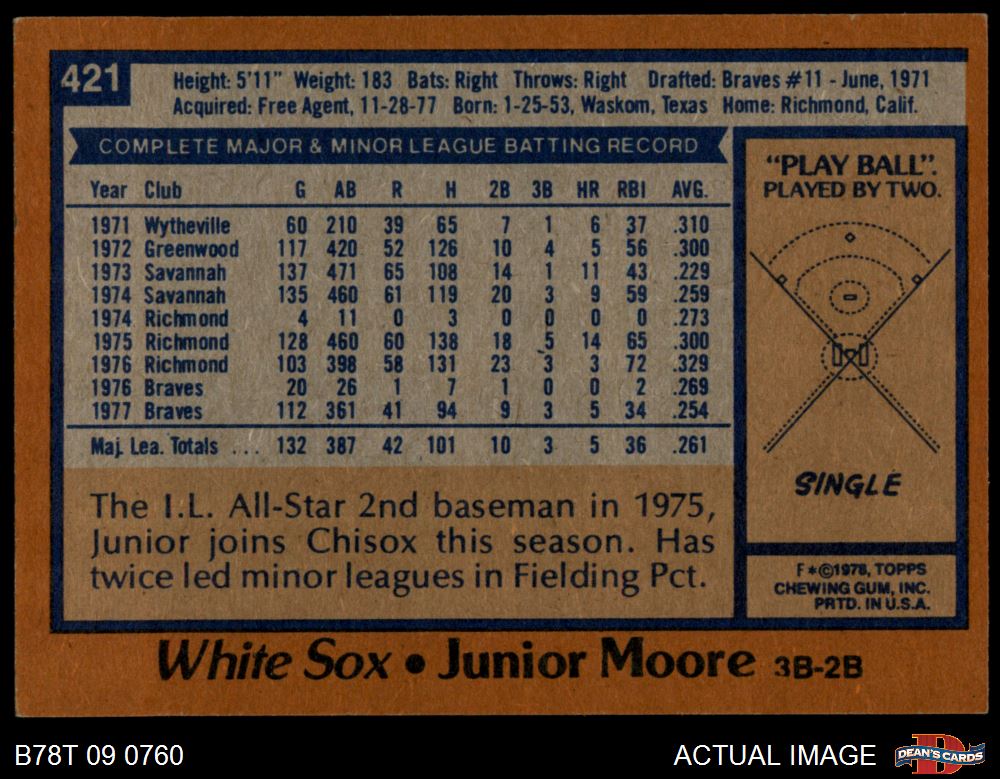 421
Height: 5'11" Weight: 183 Bats: Right Throws: Right Drafted: Braves #11 - June, 1971
Acquired: Free Agent, 11-28-77 Born: 1-25-53, Waskom, Texas Home: Richmond, Calif.
COMPLETE MAJOR & MINOR LEAGUE BATTING RECORD
Year Club G AB R H 2B 3B HR RBI AVG.
1971 Wytheville 60 210 39 65 7 1 6 37 .310
1972 Greenwood 117 420 52 126 10 4 5 56 .300
1973 Savannah 137 471 65 108 14 1 11 43 .229
1974 Savannah 135 460 61 119 20 3 9 59 .259
1974 Richmond 4 11 0 3 0 0 0 0 .273
1975 Richmond 128 460 60 138 18 5 14 65 .300
1976 Richmond 103 398 58 131 23 3 3 72 .329
1976 Braves 20 26 1 7 1 0 0 2 .269
1977 Braves 112 361 41 94 9 3 5 34 .254
Maj. Lea. Totals ... 132 387 42 101 10 3 5 36 .261
The I.L. All-Star 2nd baseman in 1975,
Junior joins Chisox this season. Has
twice led minor leagues in Fielding Pct.
"PLAY BALL".
PLAYED BY TWO.
SINGLE
F*©1978, TOPPS
CHEWING GUM, INC.
PRTD. IN U.S.A.
White Sox • Junior Moore 3B-2B
B78T 09 0760
ACTUAL IMAGE
DEAN'S CARDS